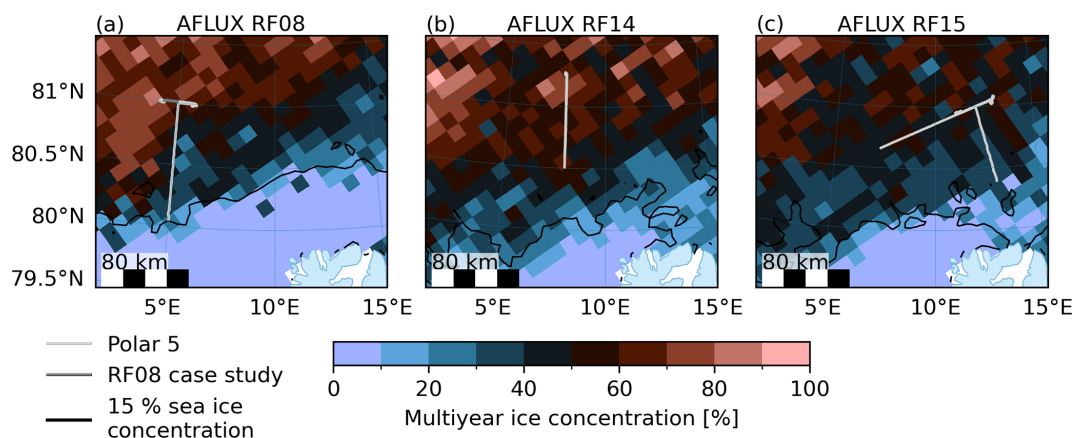 (a) AFLUX RF08
(b) AFLUX RF14
(c) AFLUX RF15
81°N
80.5°N
80°N
79.5°N
80 km
80 km
80 km
5°E 10°E 15°E
5°E 10°E 15°E
5°E 10°E 15°E
Polar 5
RF08 case study
15 % sea ice
concentration
0 20 40 60 80 100
Multiyear ice concentration [%]